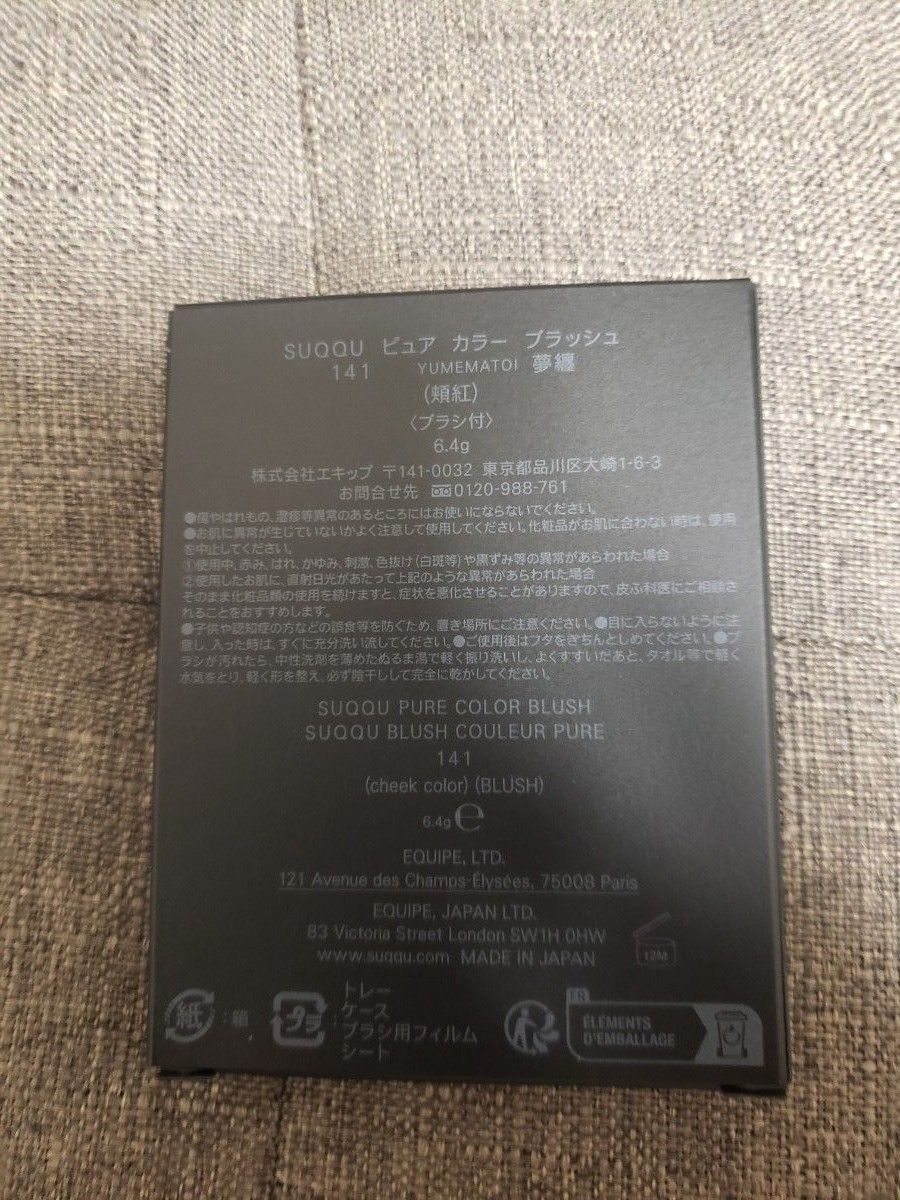 SUQQU ピュア カラー ブラッシュ
141 YUMEMATOI 夢纏
(頬紅)
〈ブラシ付〉
6.4g
株式会社エキップ 〒141-0032 東京都品川区大崎1-6-3
お問合せ先 0120-988-761
●傷やはれもの、湿疹等異常のあるところにはお使いにならないでください。
●お肌に異常が生じていないかよく注意して使用してください。化粧品がお肌に合わない時は、使用
を中止してください。
①使用中、赤み、はれ、かゆみ、刺激、色抜け(白斑等)や黒ずみ等の異常があらわれた場合
②使用したお肌に、直射日光があたって上記のような異常があらわれた場合
そのまま化粧品類の使用を続けますと、症状を悪化させることがありますので、皮ふ科医にご相談さ
れることをおすすめします。
●子供や認知症の方などの誤食等を防ぐため、置き場所にご注意ください。●目に入らないように注
意し、入った時は、すぐに充分洗い流してください。●ご使用後はフタをきちんとしめてください。●ブ
ラシが汚れたら、中性洗剤を薄めたぬるま湯で軽く振り洗いし、よくすすいだあと、タオル等で軽く
水気をとり、軽く形を整え、必ず陰干しして完全に乾かしてください。
SUQQU PURE COLOR BLUSH
SUQQU BLUSH COULEUR PURE
141
(cheek color) (BLUSH)
6.4g e
EQUIPE, LTD.
121 Avenue des Champs-Élysées, 75008 Paris
EQUIPE, JAPAN LTD.
83 Victoria Street London SW1H 0HW
www.suqqu.com MADE IN JAPAN
12M
紙 :箱
プラ :
トレー
ケース
ブラシ用フィルム
シート
FR
ÉLÉMENTS
D'EMBALLAGE